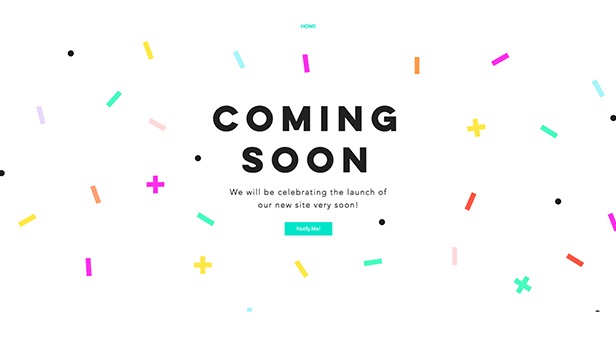 HOME
COMING
SOON
We will be celebrating the launch of
our new site very soon!
Notify Me!